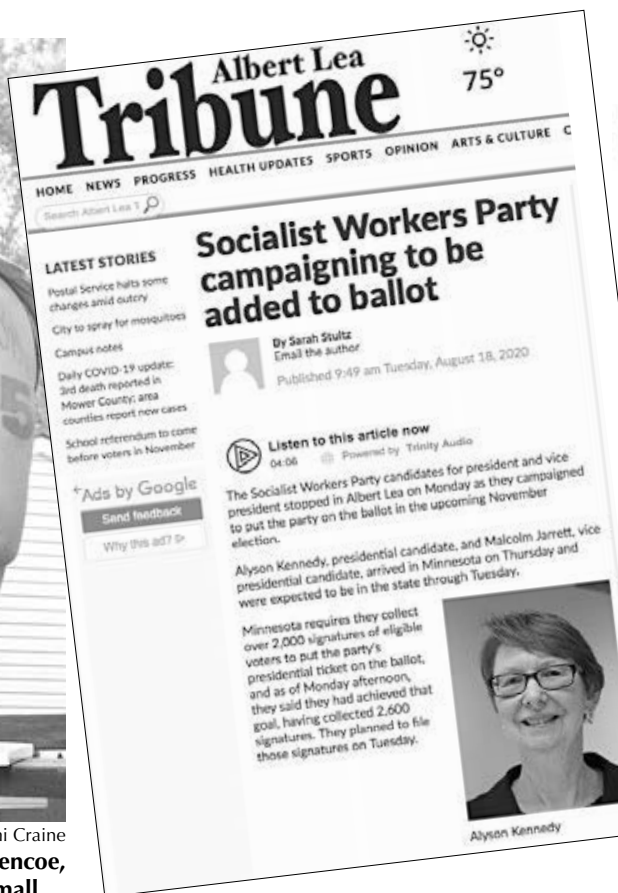 Albert Lea
Tribune
75°
HOME NEWS PROGRESS HEALTH UPDATES SPORTS OPINION ARTS & CULTURE C
Search Albert Lea T
LATEST STORIES
Postal Service halts some
changes amid outcry
City to spray for mosquitoes
Campus notes
Daily COVID-19 update:
3rd death reported in
Mower County; area
counties report new cases
School referendum to come
before voters in November
Ads by Google
Send feedback
Why this ad?
Socialist Workers Party
campaigning to be
added to ballot
By Sarah Stultz
Email the author
Published 9:49 am Tuesday, August 18, 2020
Listen to this article now
04:06 Powered by Trinity Audio
The Socialist Workers Party candidates for president and vice
president stopped in Albert Lea on Monday as they campaigned
to put the party on the ballot in the upcoming November
election.
Alyson Kennedy, presidential candidate, and Malcolm Jarrett, vice
presidential candidate, arrived in Minnesota on Thursday and
were expected to be in the state through Tuesday.
Minnesota requires they collect
over 2,000 signatures of eligible
voters to put the party's
presidential ticket on the ballot,
and as of Monday afternoon,
they said they had achieved that
goal, having collected 2,600
signatures. They planned to file
those signatures on Tuesday.
Alyson Kennedy
ni Craine
encoe,
mall
5